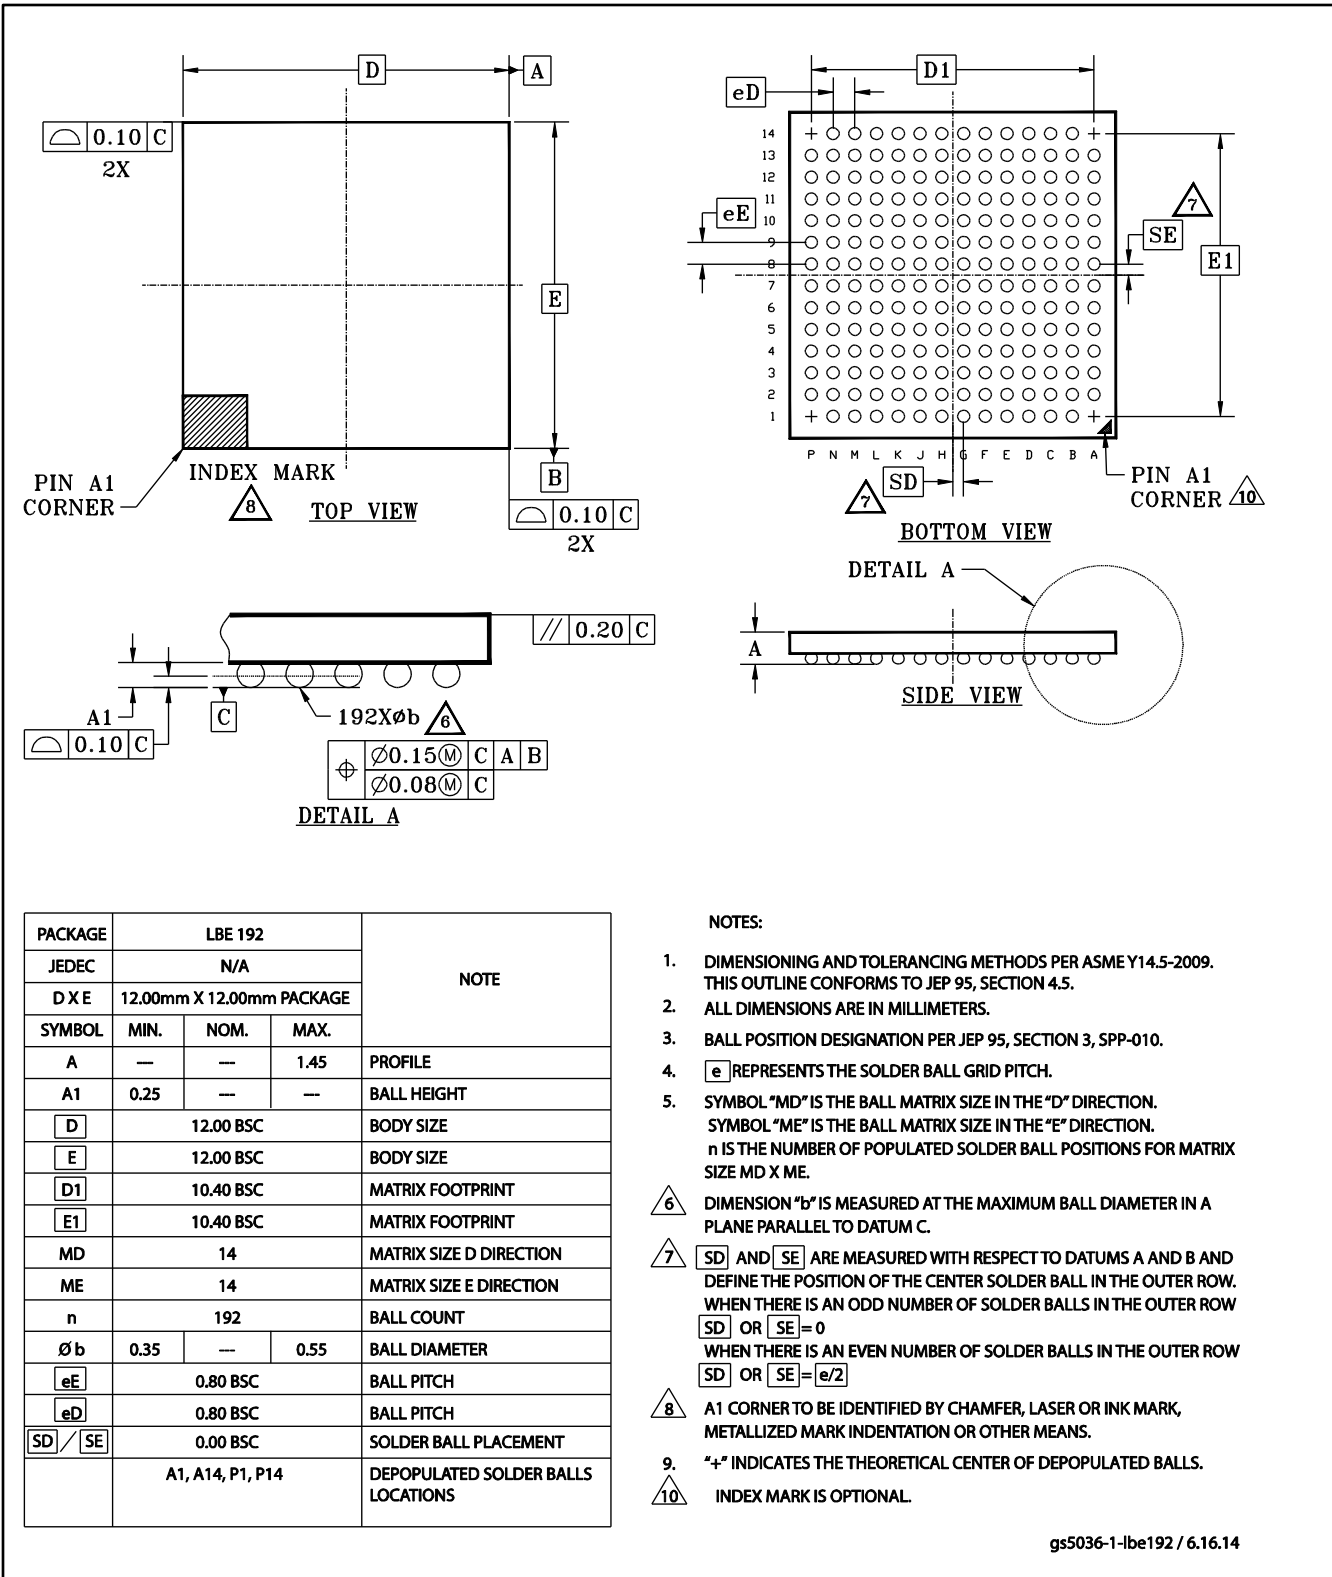 D
A
0.10 C
2X
E
B
PIN A1
CORNER
INDEX MARK
8
TOP VIEW
0.10 C
2X
D1
eD
14
13
12
11
10
9
8
7
6
5
4
3
2
1
eE
7
SE
E1
P N M L K J H G F E D C B A
SD
7
PIN A1
CORNER 10
BOTTOM VIEW
DETAIL A
A
SIDE VIEW
// 0.20 C
A1
C
0.10 C
192XØb 6
Ø0.15Ⓜ C A B
Ø0.08Ⓜ C
DETAIL A
PACKAGE LBE 192 NOTE
JEDEC N/A
D X E 12.00mm X 12.00mm PACKAGE
SYMBOL MIN. NOM. MAX.
A --- --- 1.45 PROFILE
A1 0.25 --- --- BALL HEIGHT
D 12.00 BSC BODY SIZE
E 12.00 BSC BODY SIZE
D1 10.40 BSC MATRIX FOOTPRINT
E1 10.40 BSC MATRIX FOOTPRINT
MD 14 MATRIX SIZE D DIRECTION
ME 14 MATRIX SIZE E DIRECTION
n 192 BALL COUNT
Ø b 0.35 --- 0.55 BALL DIAMETER
eE 0.80 BSC BALL PITCH
eD 0.80 BSC BALL PITCH
SD / SE 0.00 BSC SOLDER BALL PLACEMENT
A1, A14, P1, P14 DEPOPULATED SOLDER BALLS
LOCATIONS
NOTES:
1. DIMENSIONING AND TOLERANCING METHODS PER ASME Y14.5-2009.
THIS OUTLINE CONFORMS TO JEP 95, SECTION 4.5.
2. ALL DIMENSIONS ARE IN MILLIMETERS.
3. BALL POSITION DESIGNATION PER JEP 95, SECTION 3, SPP-010.
4. e REPRESENTS THE SOLDER BALL GRID PITCH.
5. SYMBOL "MD" IS THE BALL MATRIX SIZE IN THE "D" DIRECTION.
SYMBOL "ME" IS THE BALL MATRIX SIZE IN THE "E" DIRECTION.
n IS THE NUMBER OF POPULATED SOLDER BALL POSITIONS FOR MATRIX
SIZE MD X ME.
6 DIMENSION "b" IS MEASURED AT THE MAXIMUM BALL DIAMETER IN A
PLANE PARALLEL TO DATUM C.
7 SD AND SE ARE MEASURED WITH RESPECT TO DATUMS A AND B AND
DEFINE THE POSITION OF THE CENTER SOLDER BALL IN THE OUTER ROW.
WHEN THERE IS AN ODD NUMBER OF SOLDER BALLS IN THE OUTER ROW
SD OR SE = 0
WHEN THERE IS AN EVEN NUMBER OF SOLDER BALLS IN THE OUTER ROW
SD OR SE = e/2
8 A1 CORNER TO BE IDENTIFIED BY CHAMFER, LASER OR INK MARK,
METALLIZED MARK INDENTATION OR OTHER MEANS.
9. "+" INDICATES THE THEORETICAL CENTER OF DEPOPULATED BALLS.
10 INDEX MARK IS OPTIONAL.
gs5036-1-lbe192 / 6.16.14